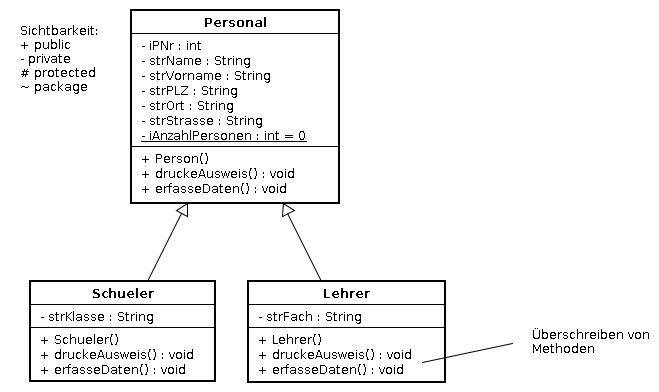 Sichtbarkeit:
+ public
- private
# protected
~ package
Personal
- iPNr : int
- strName : String
- strVorname : String
- strPLZ : String
- strOrt : String
- strStrasse : String
- iAnzahlPersonen : int = 0
+ Person()
+ druckeAusweis() : void
+ erfasseDaten() : void
Schueler
- strKlasse : String
+ Schueler()
+ druckeAusweis() : void
+ erfasseDaten() : void
Lehrer
- strFach : String
+ Lehrer()
+ druckeAusweis() : void
+ erfasseDaten() : void
Überschreiben von
Methoden